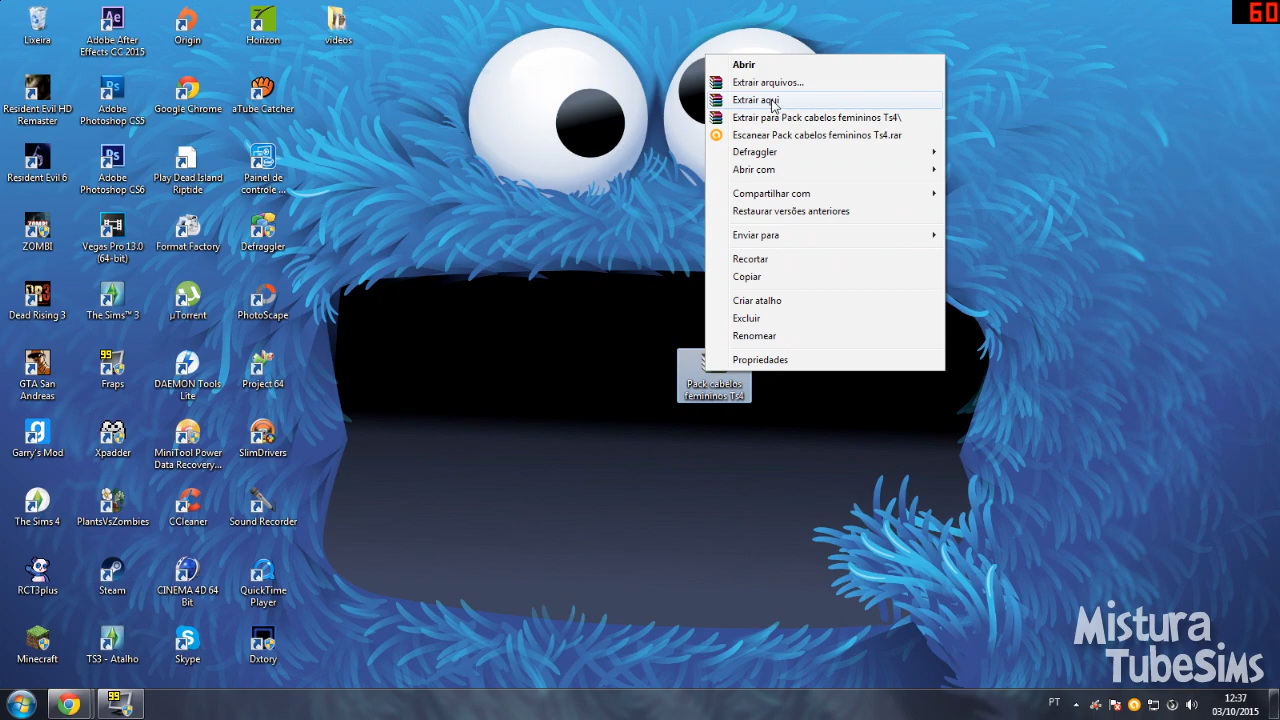 60
Lixeira
Adobe After
Effects CC 2015
Origin
Horizon
videos
Resident Evil HD
Remaster
Adobe
Photoshop CS5
Google Chrome
aTube Catcher
Resident Evil 6
Adobe
Photoshop CS6
Play Dead Island
Riptide
Painel de
controle ...
ZOMBI
Vegas Pro 13.0
(64-bit)
Format Factory
Defraggler
Dead Rising 3
The Sims™ 3
µTorrent
PhotoScape
GTA San
Andreas
Fraps
DAEMON Tools
Lite
Project 64
Garry's Mod
Xpadder
MiniTool Power
Data Recovery...
SlimDrivers
The Sims 4
PlantsVsZombies
CCleaner
Sound Recorder
RCT3plus
Steam
CINEMA 4D 64
Bit
QuickTime
Player
Minecraft
TS3 - Atalho
Skype
Dxtory
Abrir
Extrair arquivos...
Extrair aqui
Extrair para Pack cabelos femininos Ts4\
Escanear Pack cabelos femininos Ts4.rar
Defraggler
Abrir com
Compartilhar com
Restaurar versões anteriores
Enviar para
Recortar
Copiar
Criar atalho
Excluir
Renomear
Propriedades
Pack cabelos
femininos Ts4
Mistura
TubeSims
99
PT
12:37
03/10/2015